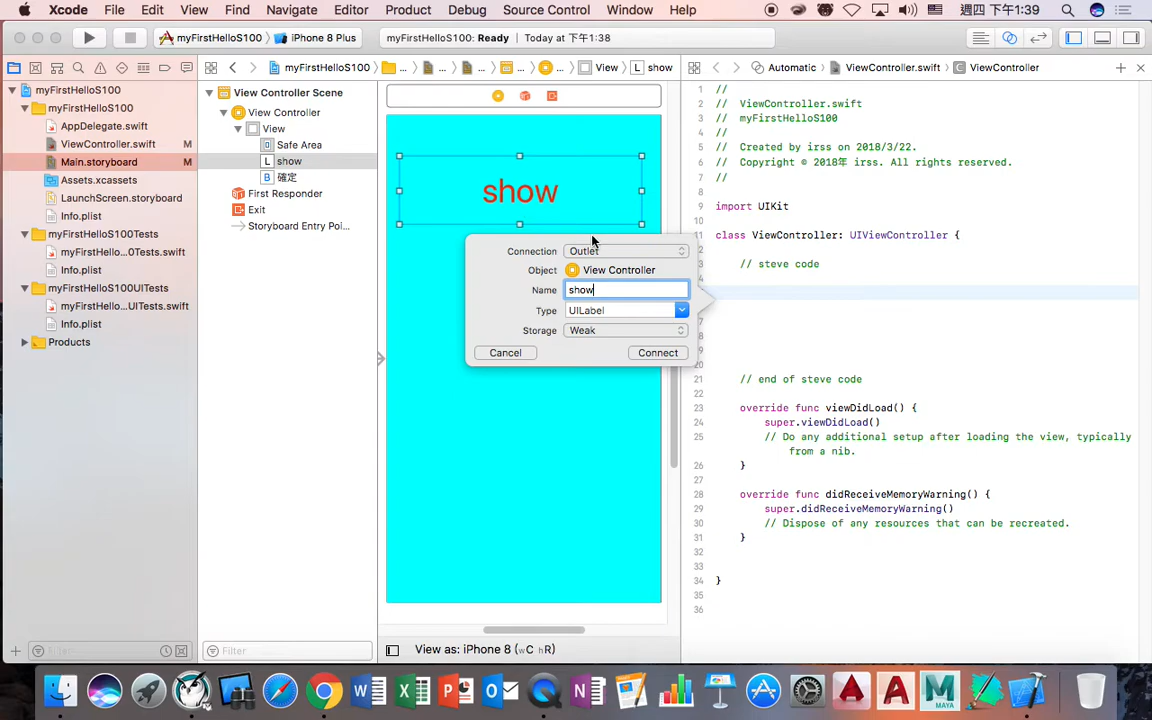 Xcode File Edit View Find Navigate Editor Product Debug Source Control Window Help 週四 下午1:39
myFirstHelloS100 iPhone 8 Plus myFirstHelloS100: Ready Today at 下午1:38
myFirstHelloS100 ... ... ... ... ... View L show Automatic ViewController.swift C ViewController
myFirstHelloS100
myFirstHelloS100
AppDelegate.swift
ViewController.swift M
Main.storyboard M
Assets.xcassets
LaunchScreen.storyboard
Info.plist
myFirstHelloS100Tests
myFirstHell...0Tests.swift
Info.plist
myFirstHelloS100UITests
myFirstHell...UITests.swift
Info.plist
Products
Filter
View Controller Scene
View Controller
View
Safe Area
L show
B 確定
First Responder
Exit
Storyboard Entry Poi...
Filter
show
Connection Outlet
Object View Controller
Name show
Type UILabel
Storage Weak
Cancel Connect
View as: iPhone 8 (wC hR)
1 //
2 // ViewController.swift
3 // myFirstHelloS100
4 //
5 // Created by irss on 2018/3/22.
6 // Copyright © 2018年 irss. All rights reserved.
7 //
8
9 import UIKit
10
11 class ViewController: UIViewController {
// steve code
20
21 // end of steve code
22
23 override func viewDidLoad() {
24 super.viewDidLoad()
25 // Do any additional setup after loading the view, typically
from a nib.
26 }
27
28 override func didReceiveMemoryWarning() {
29 super.didReceiveMemoryWarning()
30 // Dispose of any resources that can be recreated.
31 }
32
33
34 }
35
36
W X P O N A A M
MAYA